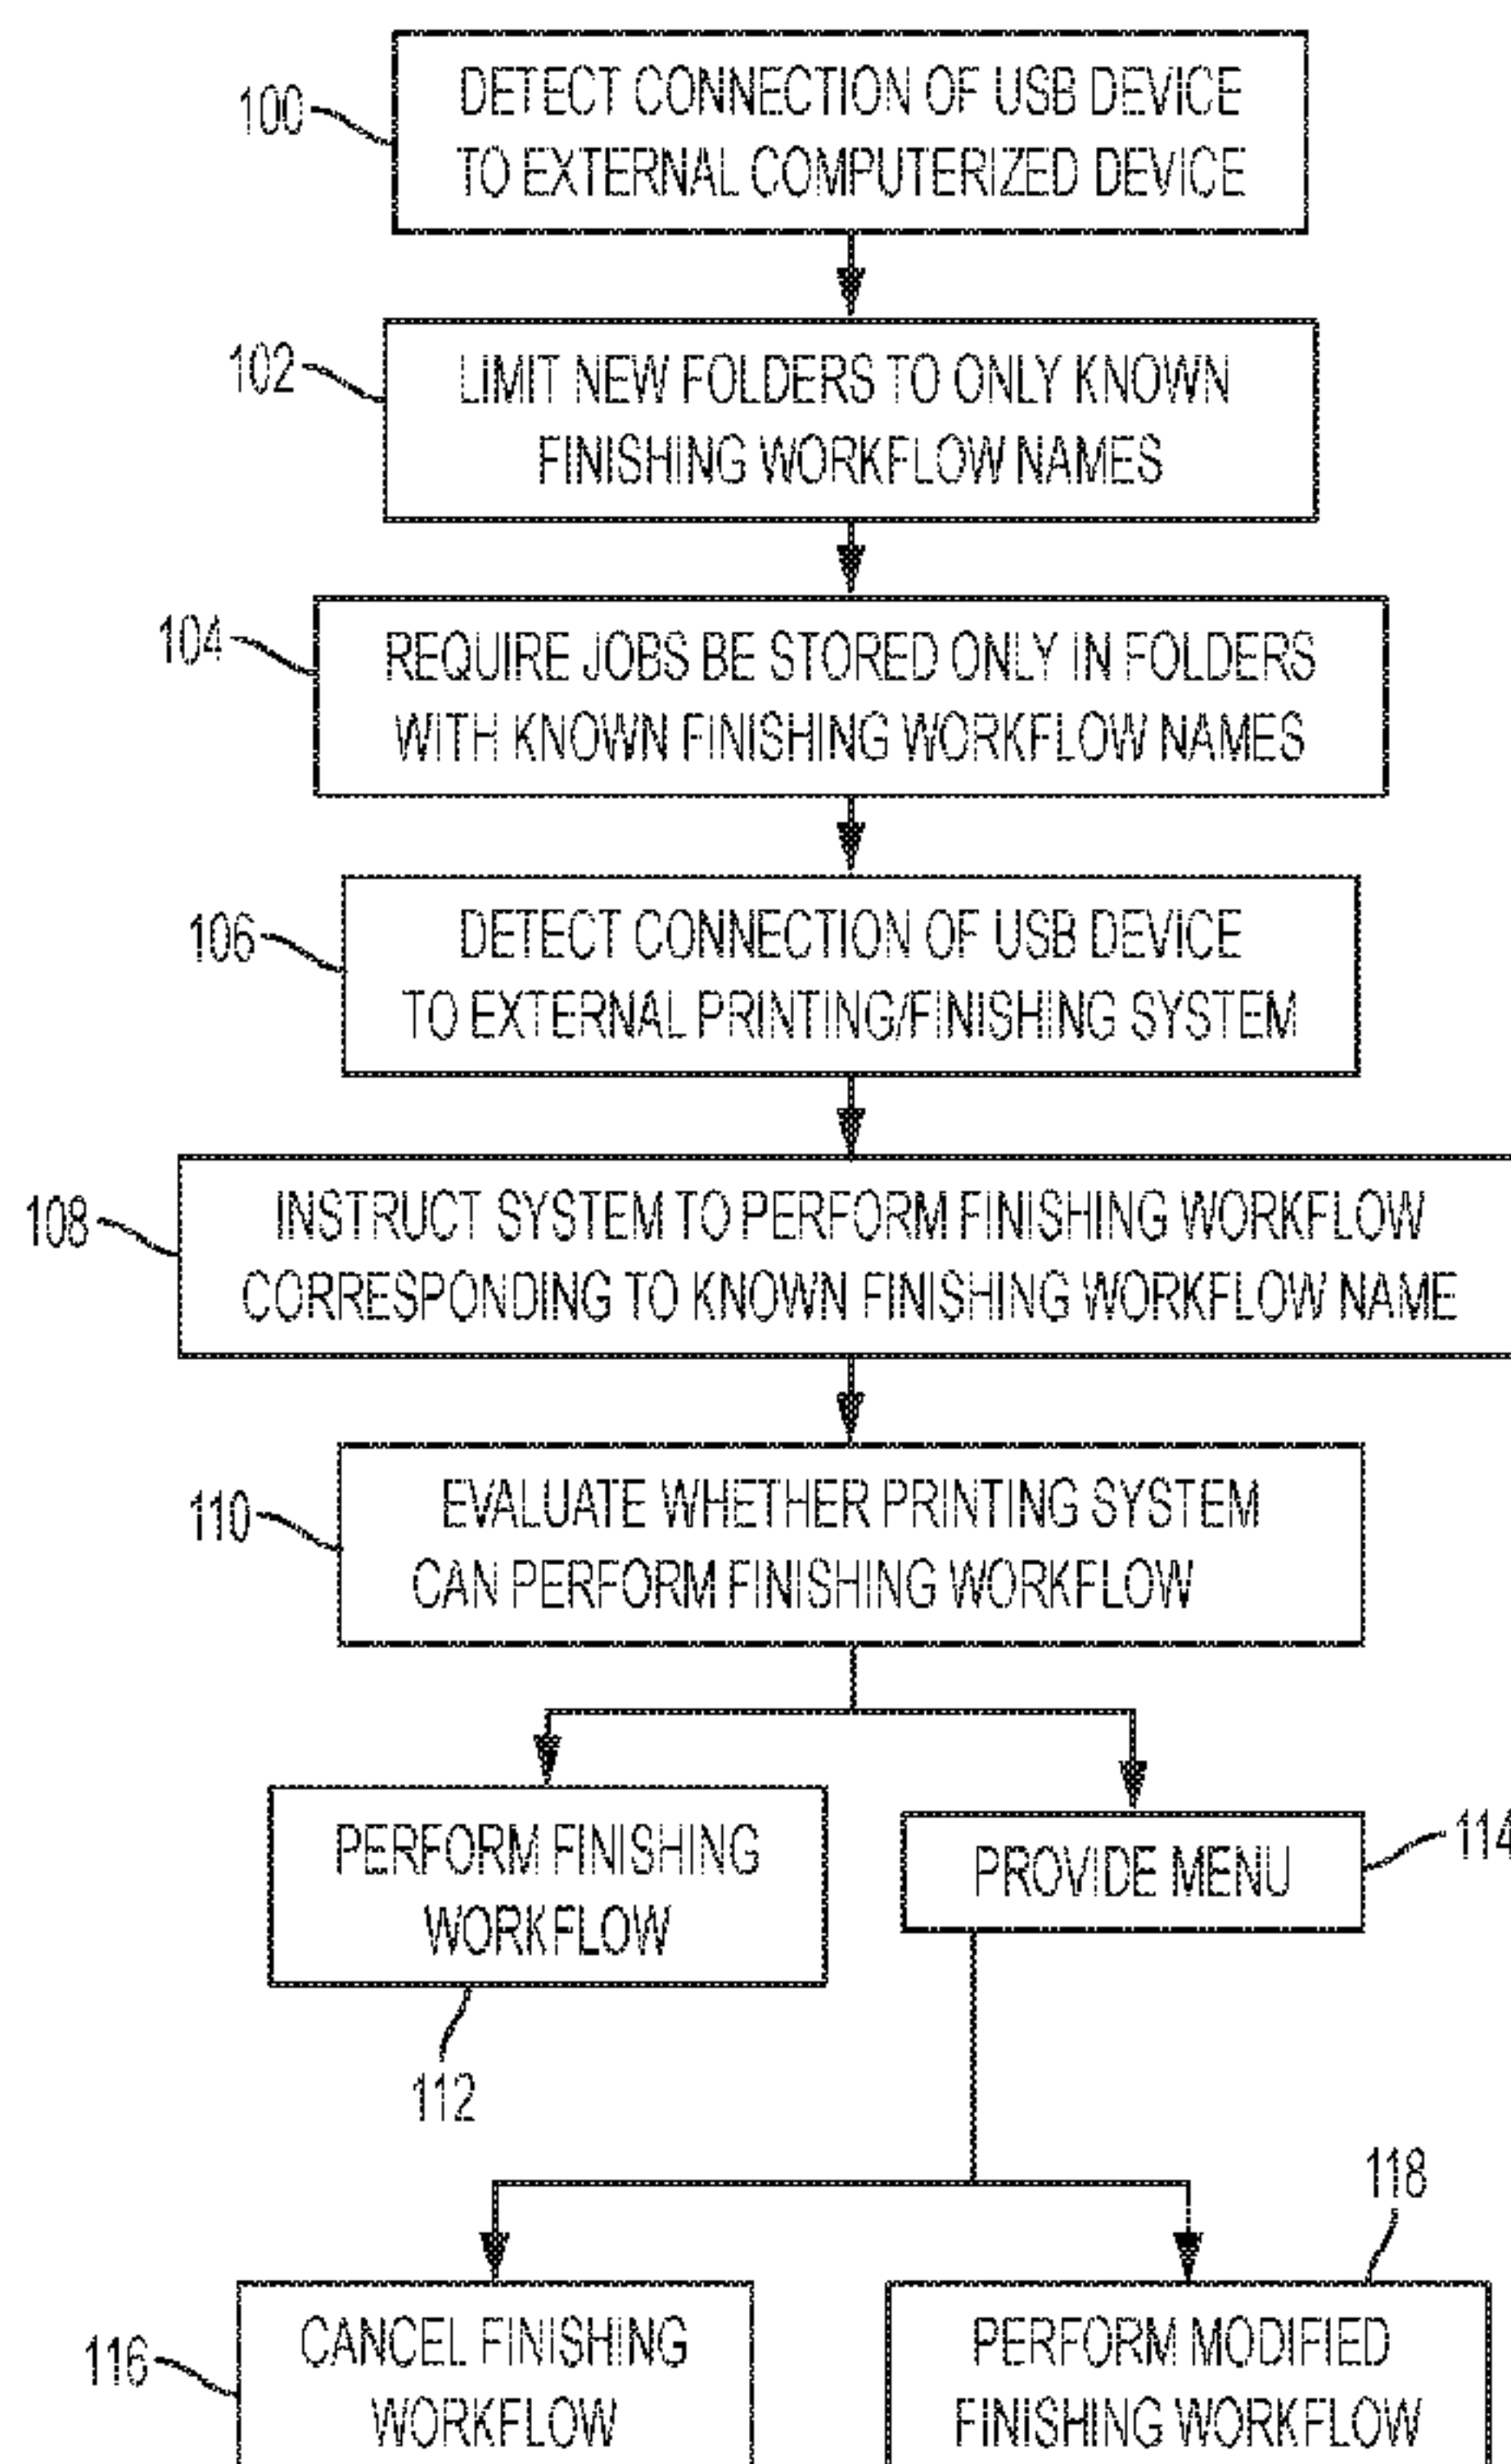 100
DETECT CONNECTION OF USB DEVICE
TO EXTERNAL COMPUTERIZED DEVICE
102
LIMIT NEW FOLDERS TO ONLY KNOWN
FINISHING WORKFLOW NAMES
104
REQUIRE JOBS BE STORED ONLY IN FOLDERS
WITH KNOWN FINISHING WORKFLOW NAMES
106
DETECT CONNECTION OF USB DEVICE
TO EXTERNAL PRINTING/FINISHING SYSTEM
108
INSTRUCT SYSTEM TO PERFORM FINISHING WORKFLOW
CORRESPONDING TO KNOWN FINISHING WORKFLOW NAME
110
EVALUATE WHETHER PRINTING SYSTEM
CAN PERFORM FINISHING WORKFLOW
PERFORM FINISHING
WORKFLOW
112
PROVIDE MENU
114
116
CANCEL FINISHING
WORKFLOW
118
PERFORM MODIFIED
FINISHING WORKFLOW